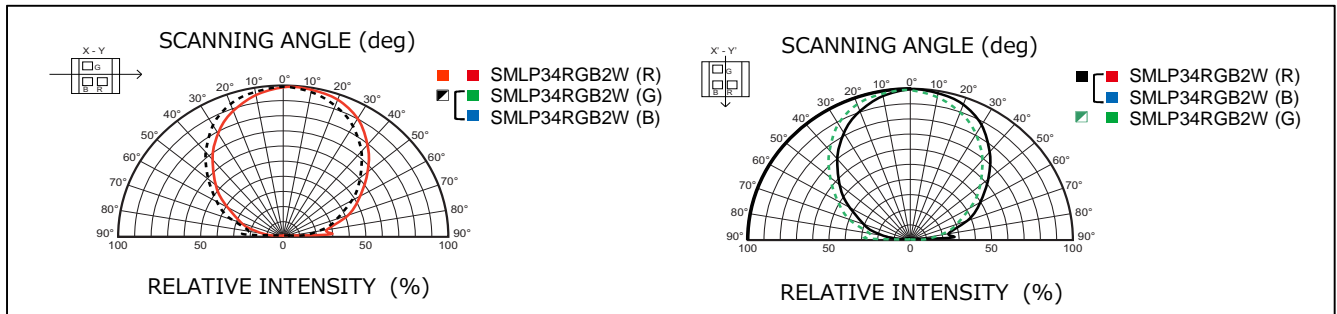 SCANNING ANGLE (deg)
X - Y
G
B R
SMLP34RGB2W (R)
SMLP34RGB2W (G)
SMLP34RGB2W (B)
0°
10° 10°
20° 20°
30° 30°
40° 40°
50° 50°
60° 60°
70° 70°
80° 80°
90° 90°
100 50 0 50 100
RELATIVE INTENSITY (%)
SCANNING ANGLE (deg)
X' - Y'
G
B R
SMLP34RGB2W (R)
SMLP34RGB2W (B)
SMLP34RGB2W (G)
0°
10° 10°
20° 20°
30° 30°
40° 40°
50° 50°
60° 60°
70° 70°
80° 80°
90° 90°
100 50 0 50 100
RELATIVE INTENSITY (%)